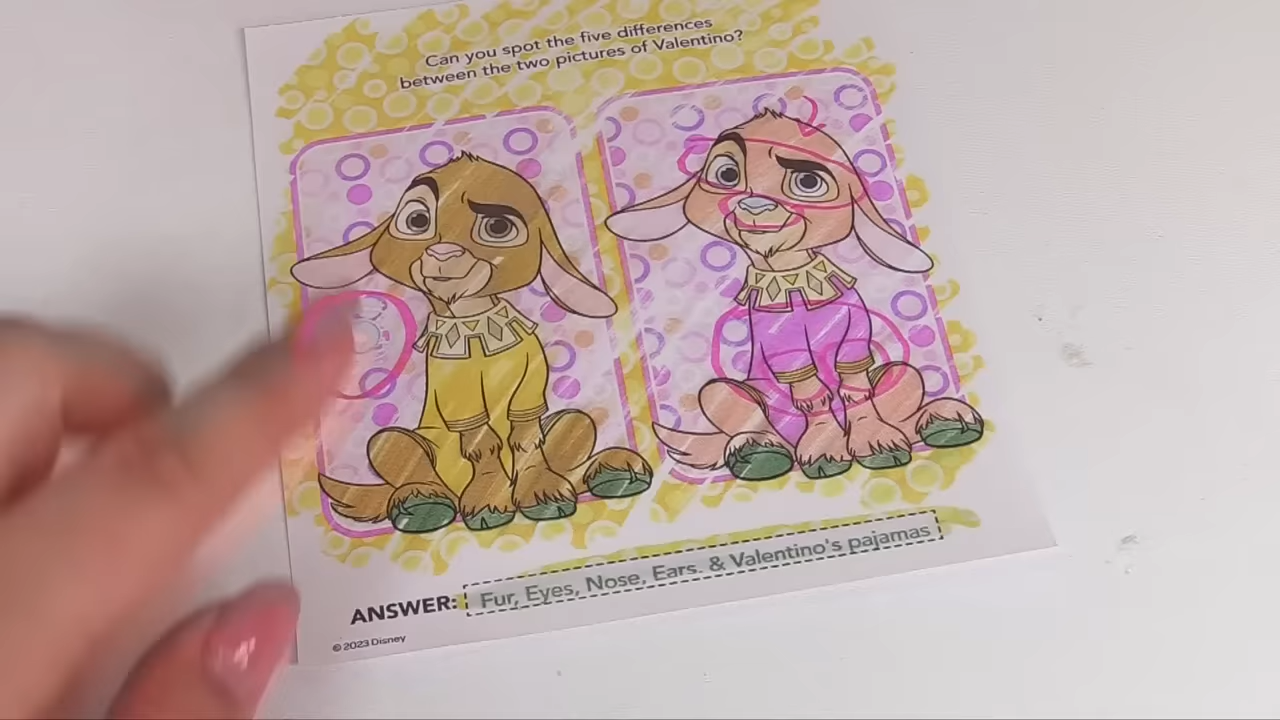 Can you spot the five differences
between the two pictures of Valentino?
ANSWER: Fur, Eyes, Nose, Ears. & Valentino's pajamas
© 2023 Disney